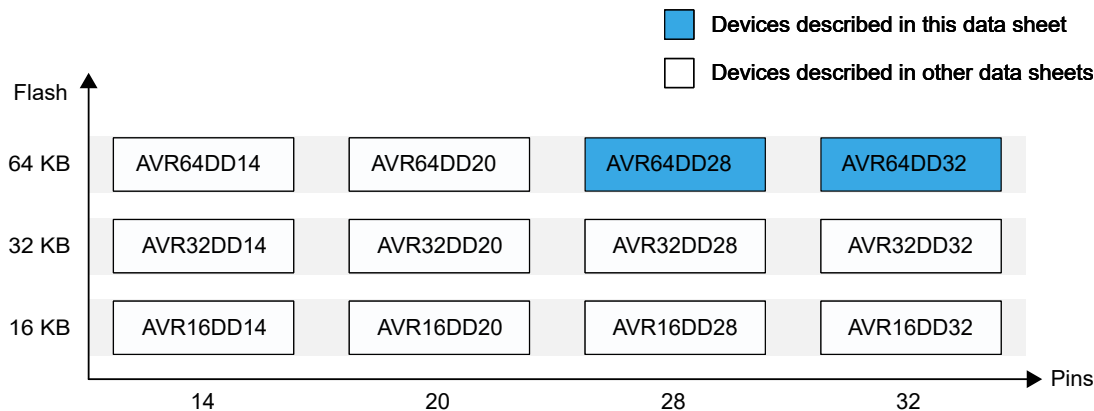 Devices described in this data sheet
Devices described in other data sheets
Flash
64 KB AVR64DD14 AVR64DD20 AVR64DD28 AVR64DD32
32 KB AVR32DD14 AVR32DD20 AVR32DD28 AVR32DD32
16 KB AVR16DD14 AVR16DD20 AVR16DD28 AVR16DD32
Pins
14 20 28 32